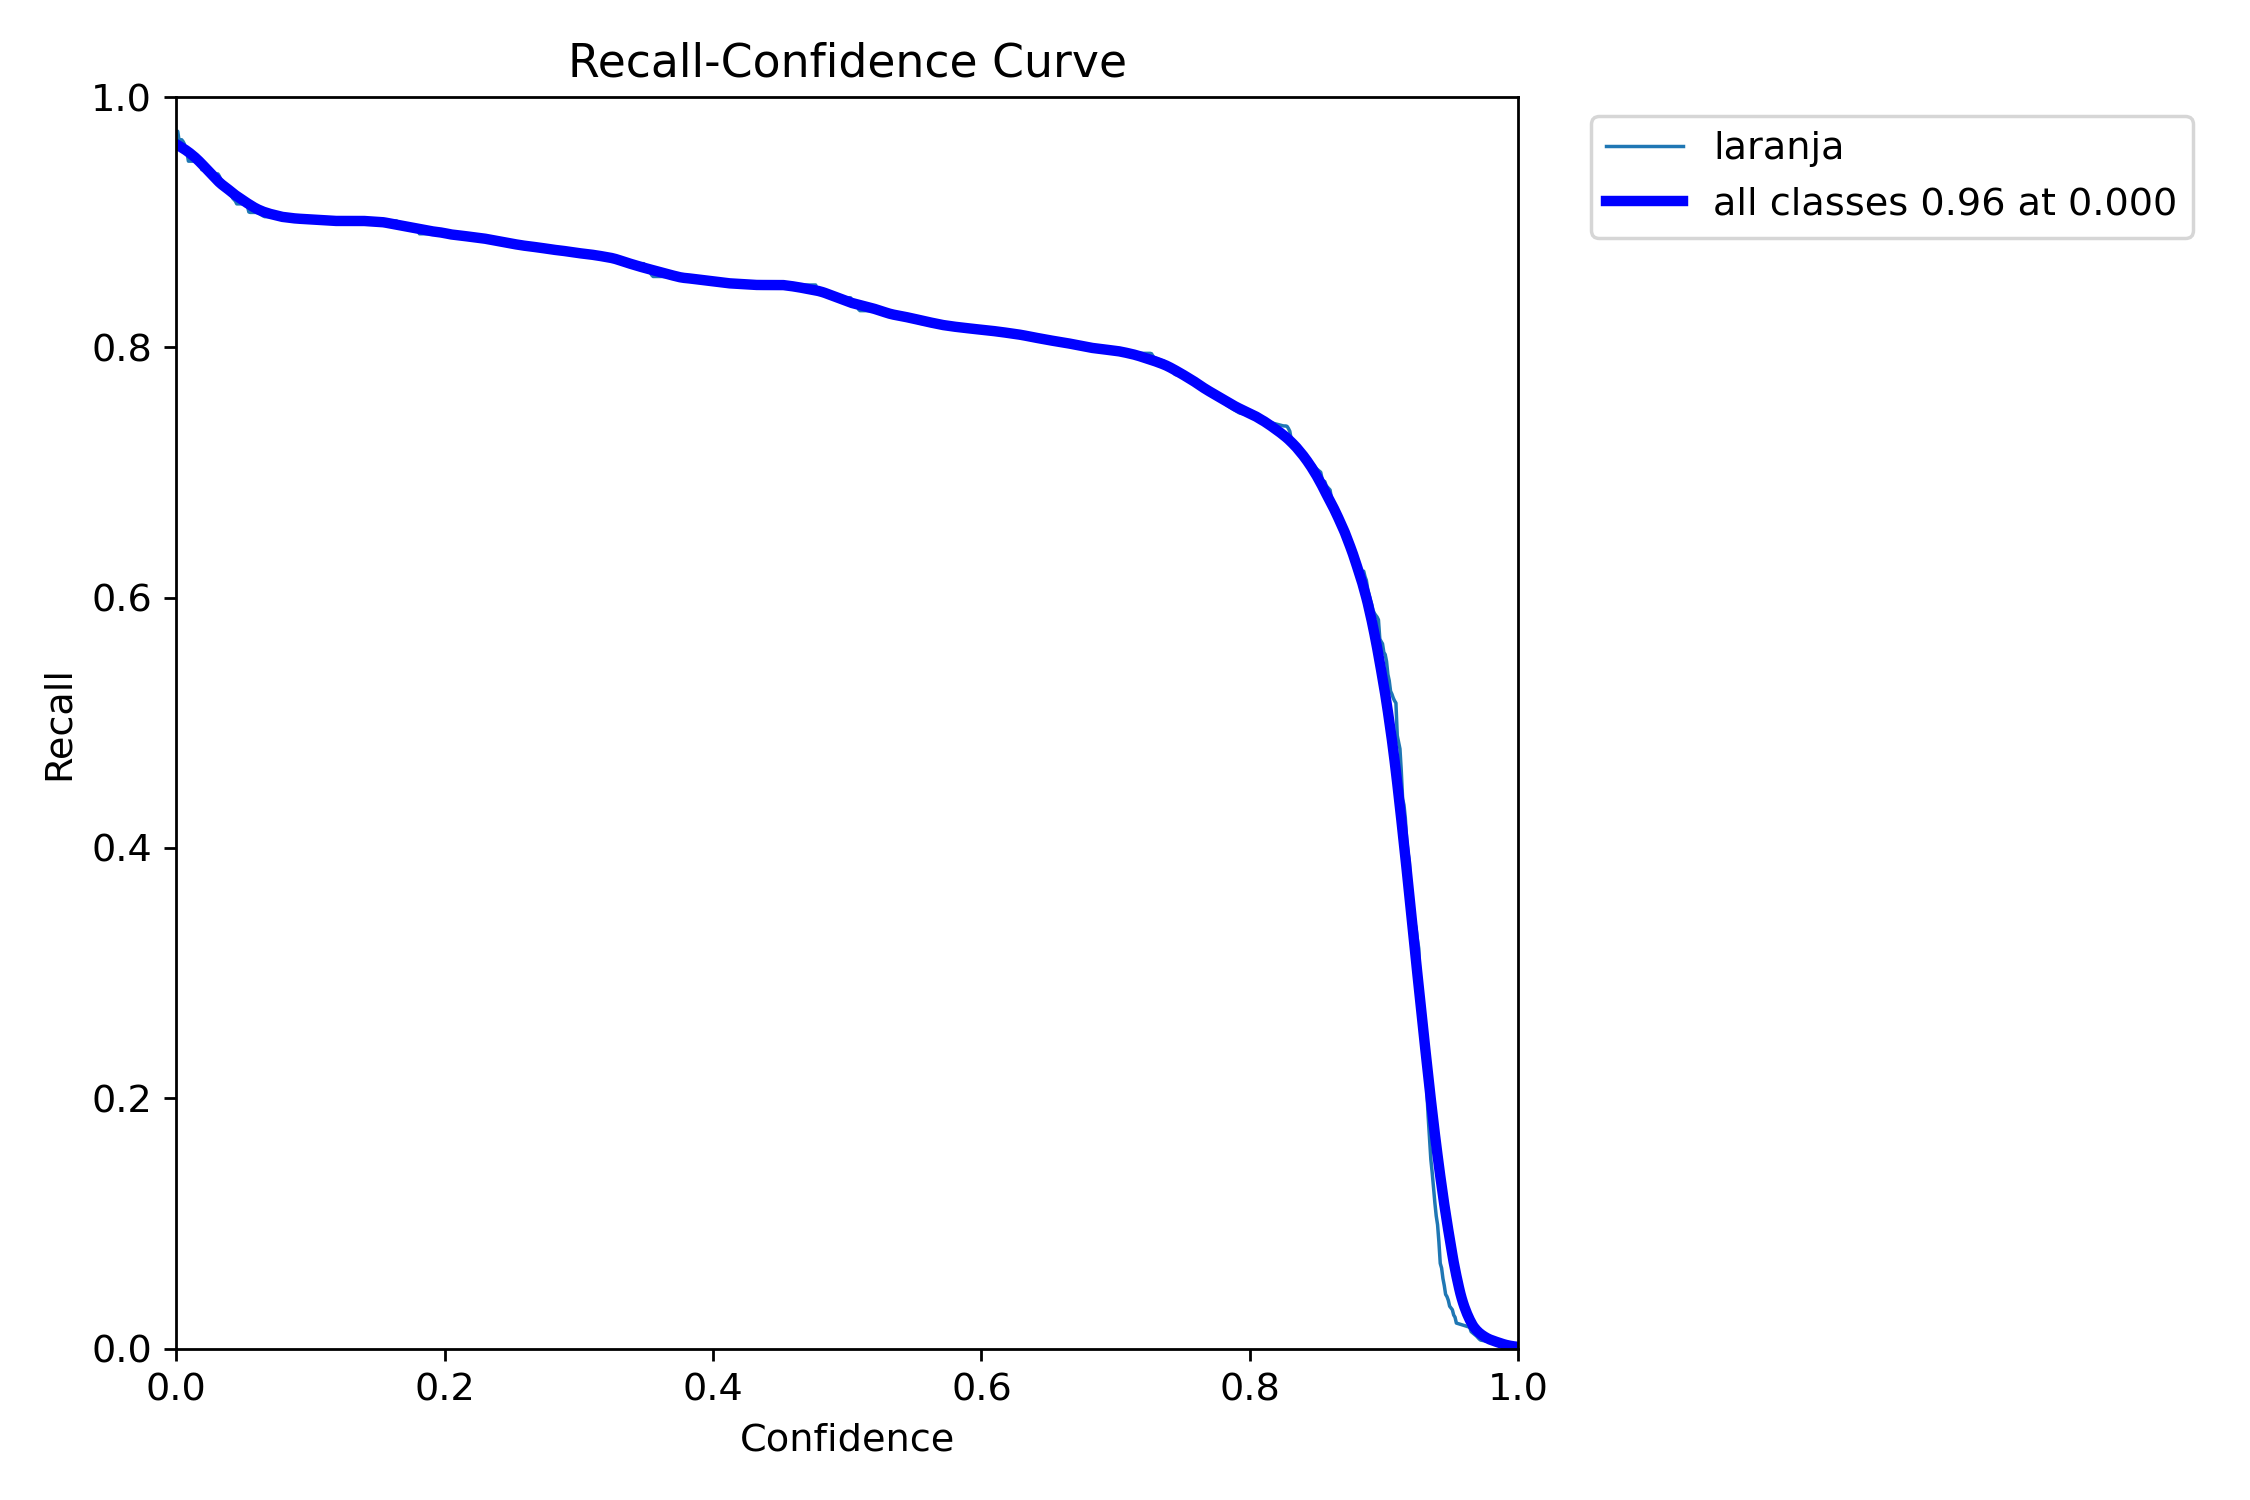 Recall-Confidence Curve
1.0
0.8
0.6
0.4
0.2
0.0
Recall
0.0 0.2 0.4 0.6 0.8 1.0
Confidence
laranja
all classes 0.96 at 0.000